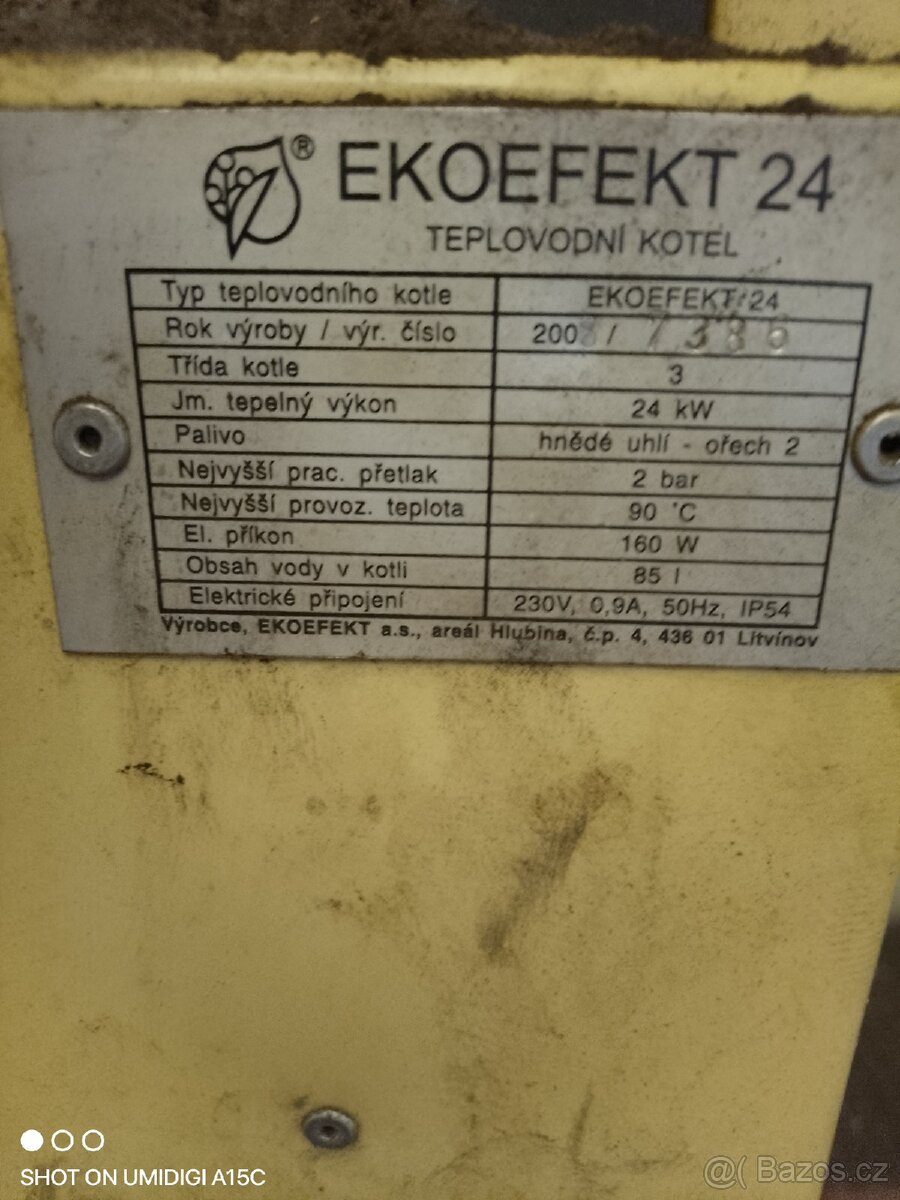 ® EKOEFEKT 24
TEPLOVODNÍ KOTEL
Typ teplovodního kotle EKOEFEKT 24
Rok výroby / výr. číslo 2008 / 7386
Třída kotle 3
Jm. tepelný výkon 24 kW
Palivo hnědé uhlí - ořech 2
Nejvyšší prac. přetlak 2 bar
Nejvyšší provoz. teplota 90 °C
El. příkon 160 W
Obsah vody v kotli 85 l
Elektrické připojení 230V, 0,9A, 50Hz, IP54
Výrobce, EKOEFEKT a.s., areál Hlubina, č.p. 4, 436 01 Litvínov
SHOT ON UMIDIGI A15C
@ Bazos.cz